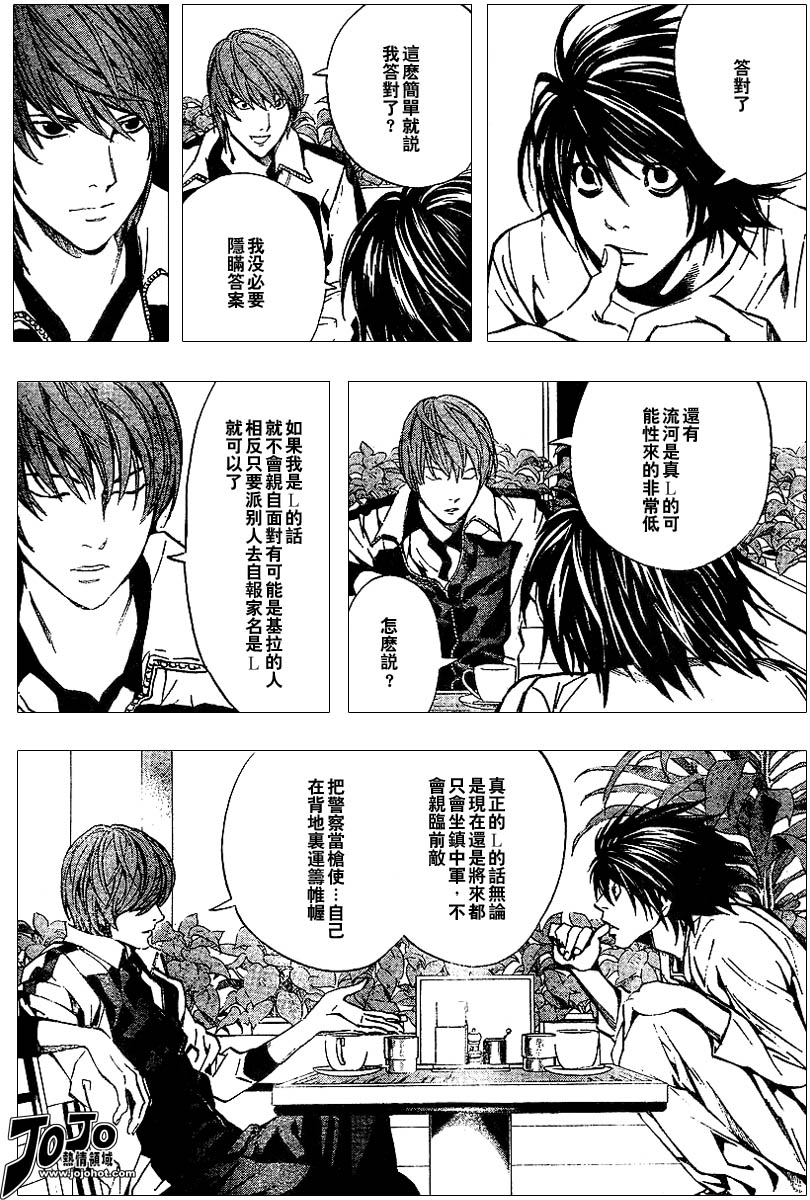 答對了
這麽簡單就説
我答對了？
我没必要
隱瞞答案
還有
流河是真L的可
能性來的非常低
怎麽説？
如果我是L的話
就不會親自面對有可能是基拉的人
相反只要派别人去自報家名是L
就可以了
真正的L的話無論
是現在還是將來都
只會坐鎮中軍．不
會親臨前敵
把警察當槍使…自己
在背地裏運籌帷幄
JOJO
熱情領域
www.jojohot.com